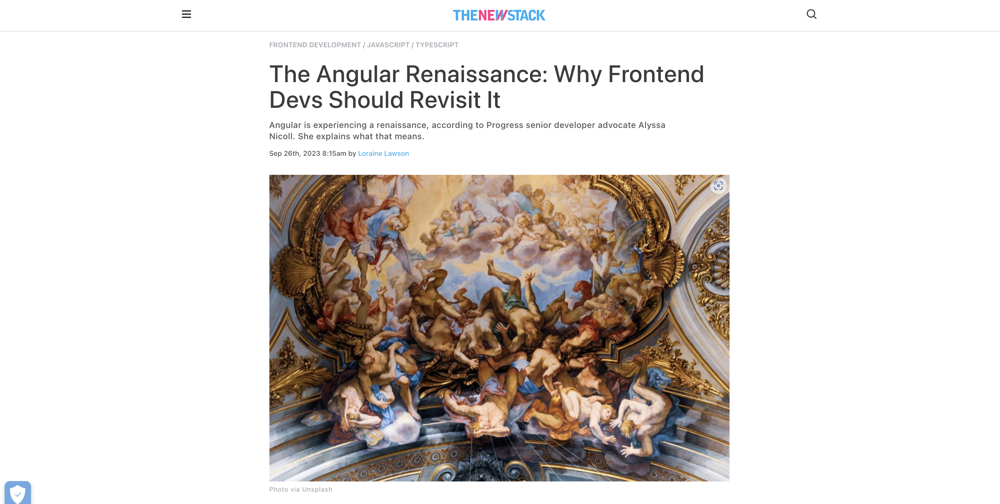 THENEWSTACK
FRONTEND DEVELOPMENT / JAVASCRIPT / TYPESCRIPT
The Angular Renaissance: Why Frontend
Devs Should Revisit It
Angular is experiencing a renaissance, according to Progress senior developer advocate Alyssa
Nicoll. She explains what that means.
Sep 26th, 2023 8:15am by Loraine Lawson
Photo via Unsplash